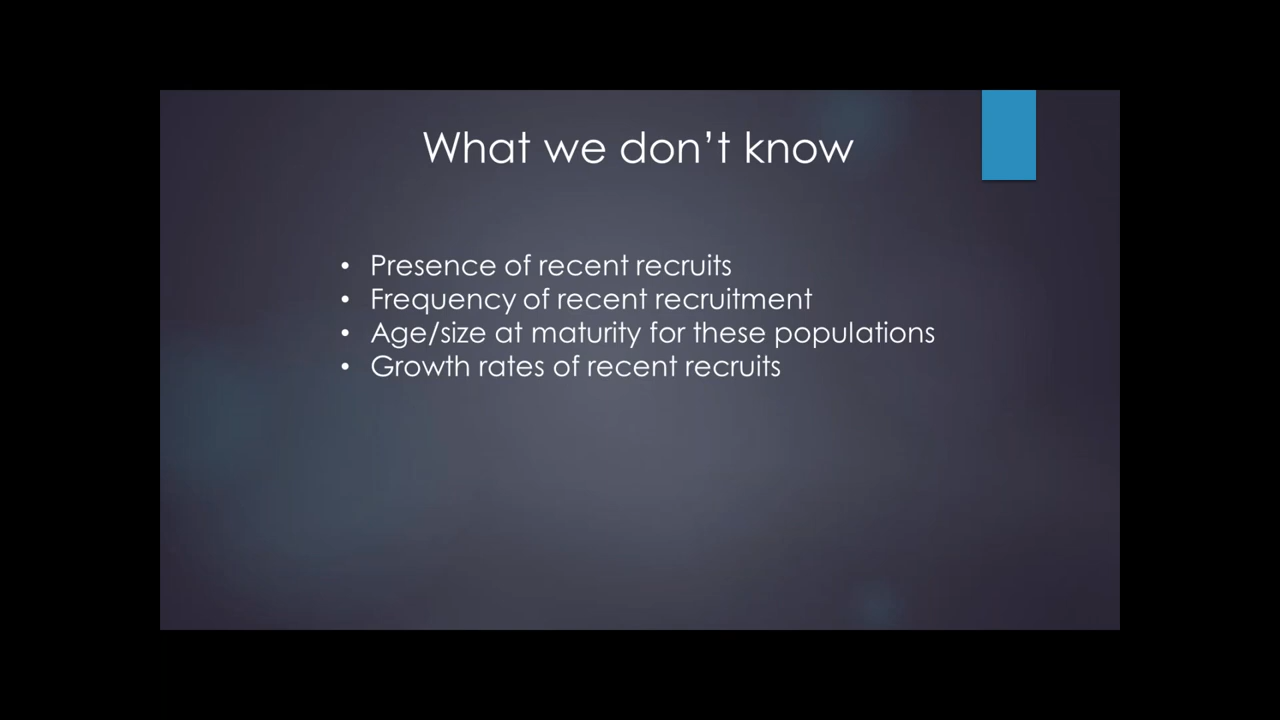 What we don’t know
• Presence of recent recruits
• Frequency of recent recruitment
• Age/size at maturity for these populations
• Growth rates of recent recruits